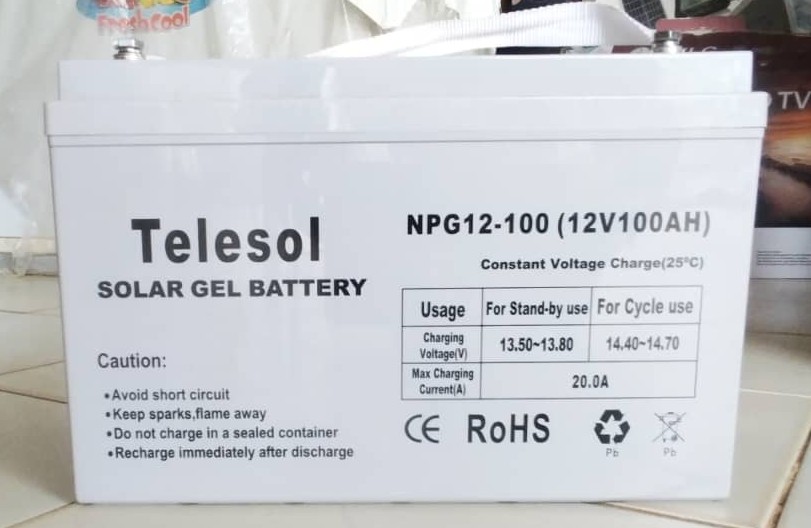 FreshCool
TV
Telesol
SOLAR GEL BATTERY
NPG12-100 (12V100AH)
Constant Voltage Charge(25ºC)
Usage For Stand-by use For Cycle use
Charging Voltage(V) 13.50~13.80 14.40~14.70
Max Charging Current(A) 20.0A
Caution:
•Avoid short circuit
•Keep sparks,flame away
•Do not charge in a sealed container
•Recharge immediately after discharge
CE RoHS
Pb Pb